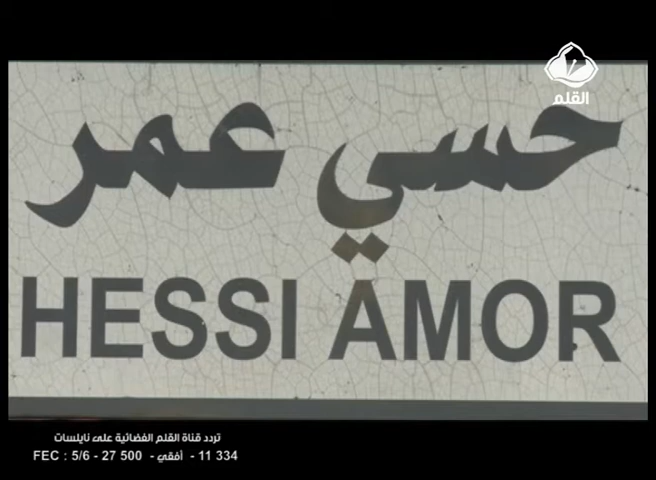 القلم
حسي عمر
HESSI AMOR
تردد قناة القلم الفضائية على نايلسات
FEC : 5/6 - 27 500 - أفقي - 11 334